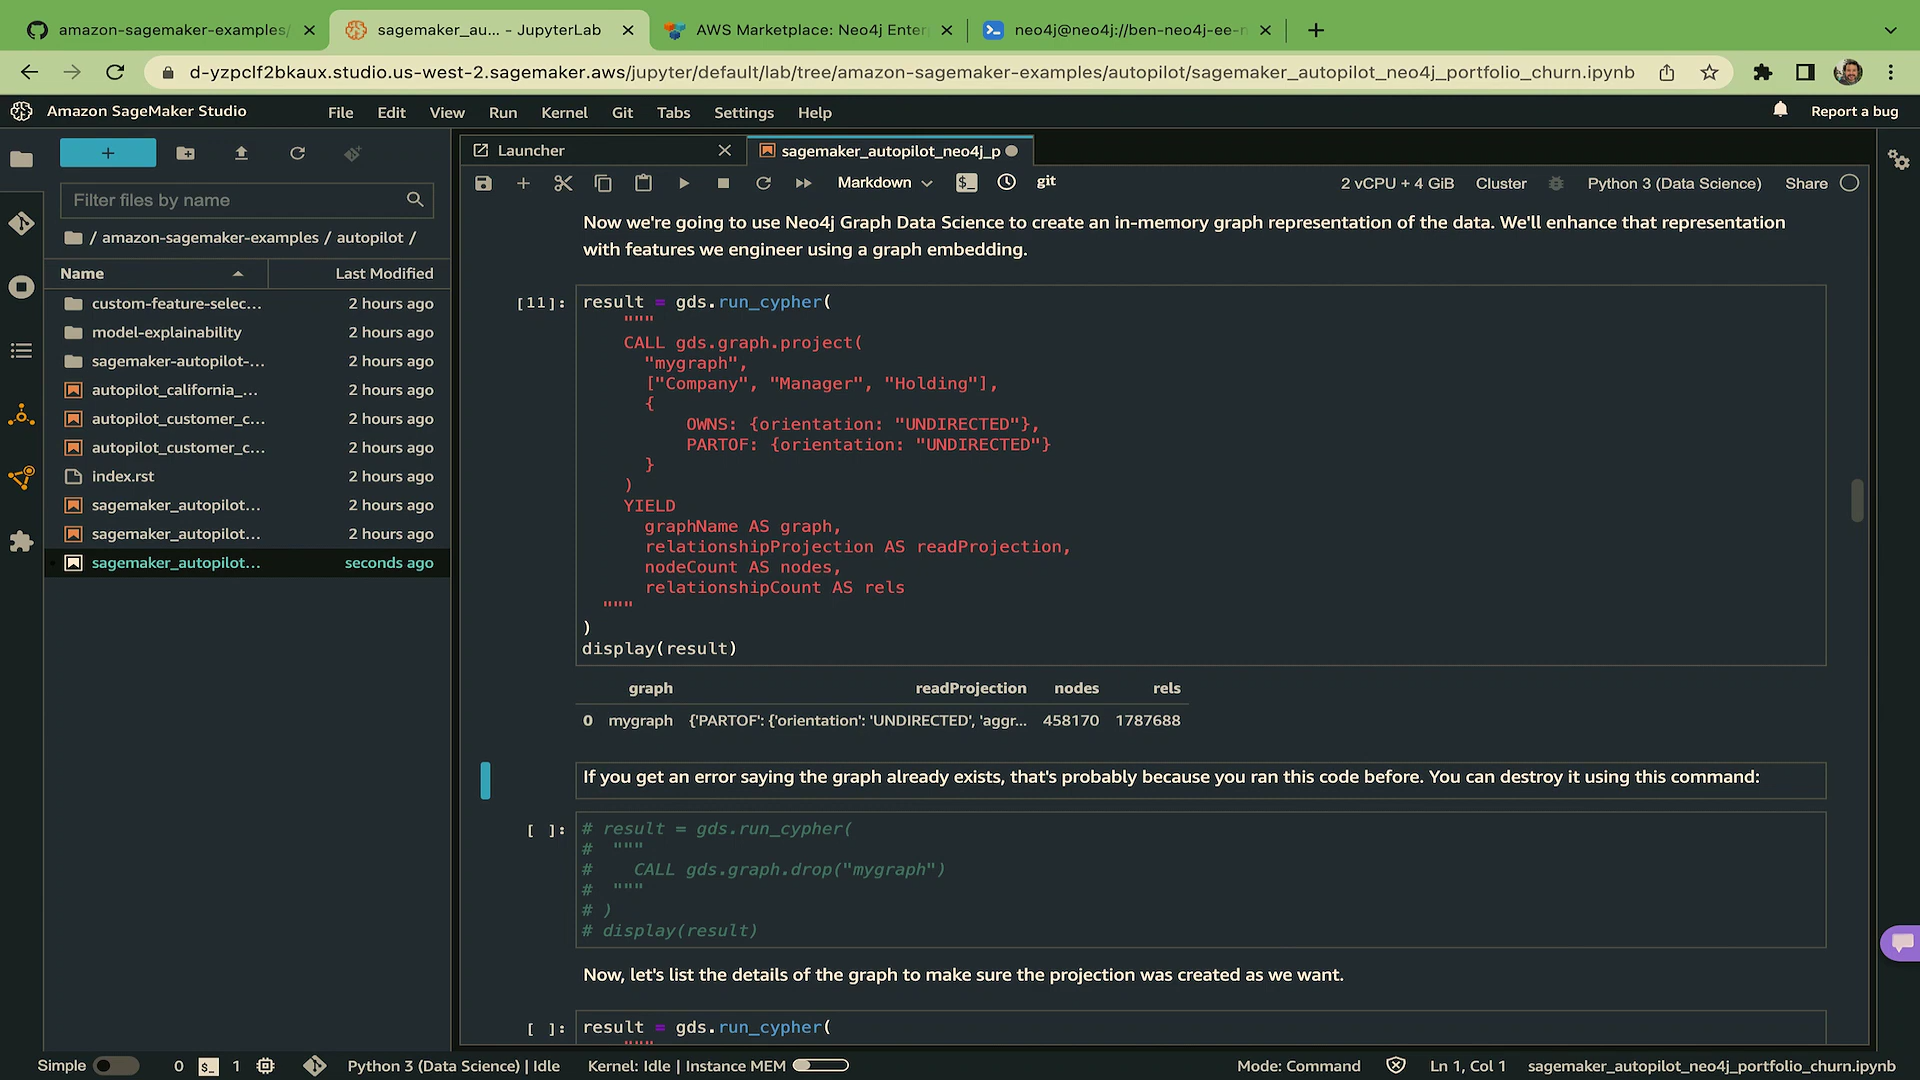 amazon-sagemaker-examples/
sagemaker_au... - JupyterLab
AWS Marketplace: Neo4j Enter
neo4j@neo4j://ben-neo4j-ee-n
d-yzpclf2bkaux.studio.us-west-2.sagemaker.aws/jupyter/default/lab/tree/amazon-sagemaker-examples/autopilot/sagemaker_autopilot_neo4j_portfolio_churn.ipynb
Amazon SageMaker Studio
File Edit View Run Kernel Git Tabs Settings Help
Report a bug
Launcher
sagemaker_autopilot_neo4j_p
Markdown
git
2 vCPU + 4 GiB
Cluster
Python 3 (Data Science)
Share
Filter files by name
/ amazon-sagemaker-examples / autopilot /
Name Last Modified
custom-feature-selec... 2 hours ago
model-explainability 2 hours ago
sagemaker-autopilot-... 2 hours ago
autopilot_california_... 2 hours ago
autopilot_customer_c... 2 hours ago
autopilot_customer_c... 2 hours ago
index.rst 2 hours ago
sagemaker_autopilot... 2 hours ago
sagemaker_autopilot... 2 hours ago
sagemaker_autopilot... seconds ago
Now we're going to use Neo4j Graph Data Science to create an in-memory graph representation of the data. We'll enhance that representation
with features we engineer using a graph embedding.
[11]: result = gds.run_cypher(
"""
CALL gds.graph.project(
"mygraph",
["Company", "Manager", "Holding"],
{
OWNS: {orientation: "UNDIRECTED"},
PARTOF: {orientation: "UNDIRECTED"}
}
)
YIELD
graphName AS graph,
relationshipProjection AS readProjection,
nodeCount AS nodes,
relationshipCount AS rels
"""
)
display(result)
graph readProjection nodes rels
0 mygraph {'PARTOF': {'orientation': 'UNDIRECTED', 'aggr... 458170 1787688
If you get an error saying the graph already exists, that's probably because you ran this code before. You can destroy it using this command:
[ ]: # result = gds.run_cypher(
# """
# CALL gds.graph.drop("mygraph")
# """
# )
# display(result)
Now, let's list the details of the graph to make sure the projection was created as we want.
[ ]: result = gds.run_cypher(
"""
Simple 0 $_ 1 Python 3 (Data Science) | Idle Kernel: Idle | Instance MEM Mode: Command Ln 1, Col 1 sagemaker_autopilot_neo4j_portfolio_churn.ipynb